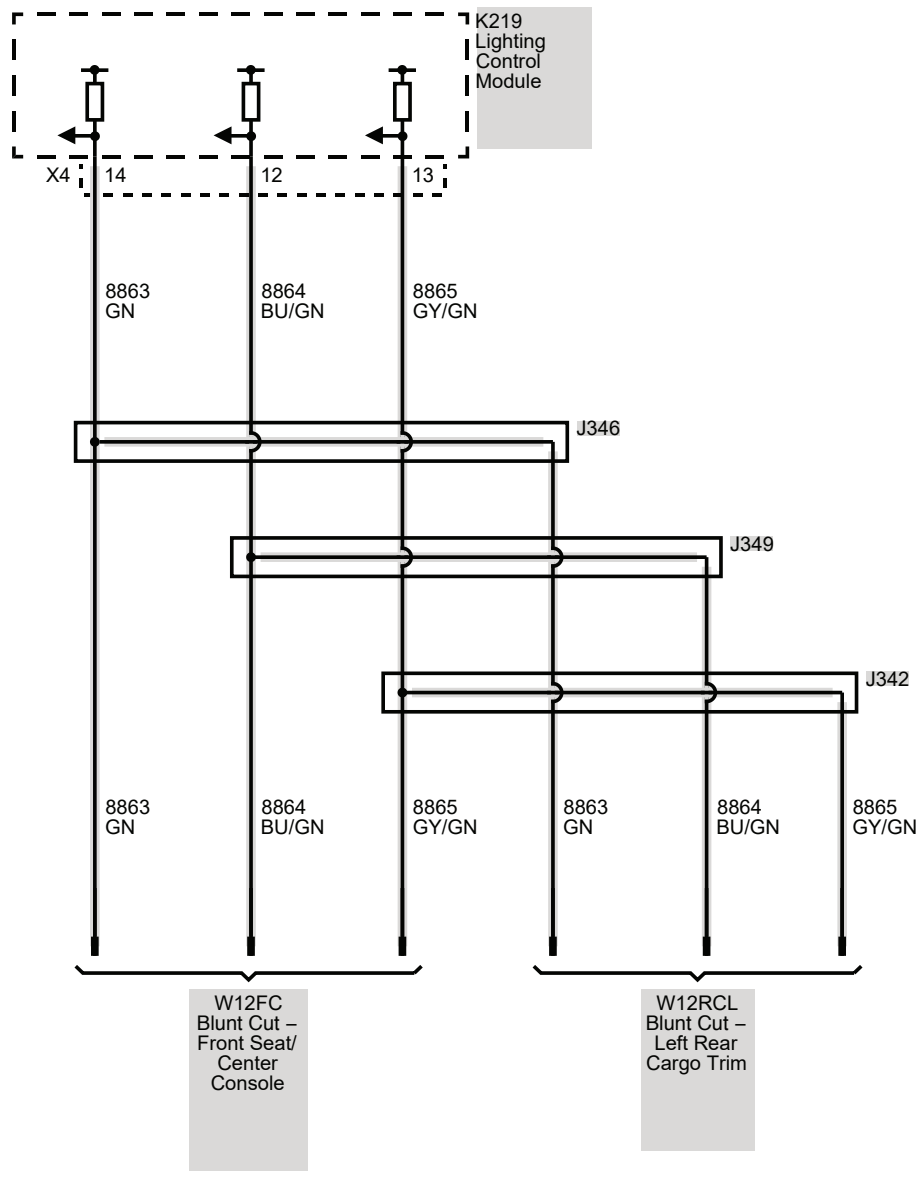 K219
Lighting
Control
Module
X4 14 12 13
8863 8864 8865
GN BU/GN GY/GN
J346
J349
J342
8863 8864 8865 8863 8864 8865
GN BU/GN GY/GN GN BU/GN GY/GN
W12FC
Blunt Cut –
Front Seat/
Center
Console
W12RCL
Blunt Cut –
Left Rear
Cargo Trim